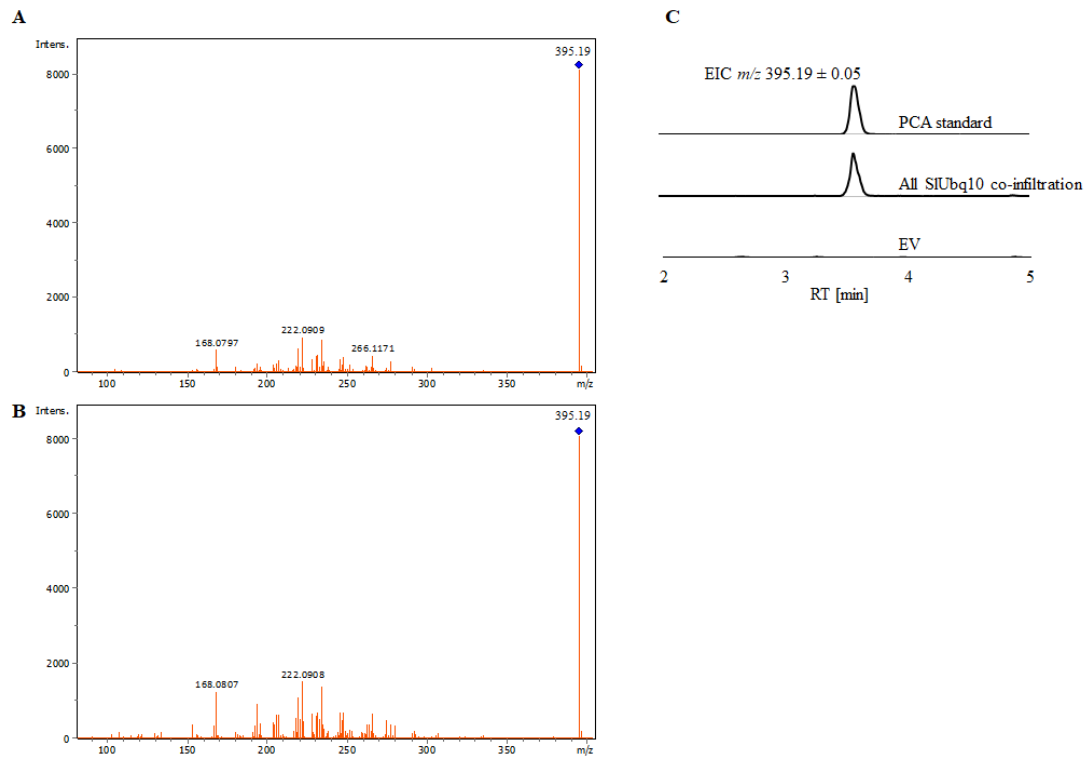 A
Intens.
395.19
8000
6000
4000
2000
0
168.0797
222.0909
266.1171
100 150 200 250 300 350 m/z
B
Intens.
395.19
8000
6000
4000
2000
0
168.0807
222.0908
100 150 200 250 300 350 m/z
C
EIC m/z 395.19 ± 0.05
PCA standard
All SlUbq10 co-infiltration
EV
2 3 4 5
RT [min]